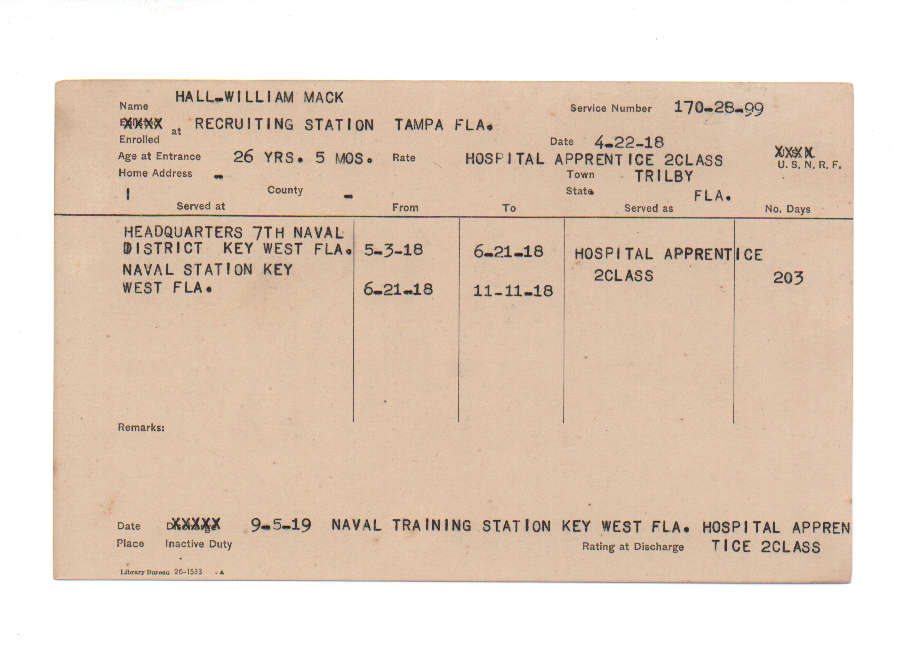 Name HALL-WILLIAM MACK Service Number 170-28-99
XXXX at RECRUITING STATION TAMPA FLA.
Enrolled Date 4-22-18
Age at Entrance 26 YRS. 5 MOS. Rate HOSPITAL APPRENTICE 2CLASS XXXX U. S. N. R. F.
Home Address - Town TRILBY
County - State FLA.
Served at From To Served as No. Days
HEADQUARTERS 7TH NAVAL
DISTRICT KEY WEST FLA. 5-3-18 6-21-18 HOSPITAL APPRENTICE
NAVAL STATION KEY 2CLASS 203
WEST FLA. 6-21-18 11-11-18
Remarks:
Date XXXXX 9-5-19 NAVAL TRAINING STATION KEY WEST FLA. HOSPITAL APPREN
Place Inactive Duty Rating at Discharge TICE 2CLASS
Library Bureau 26-1533 - A